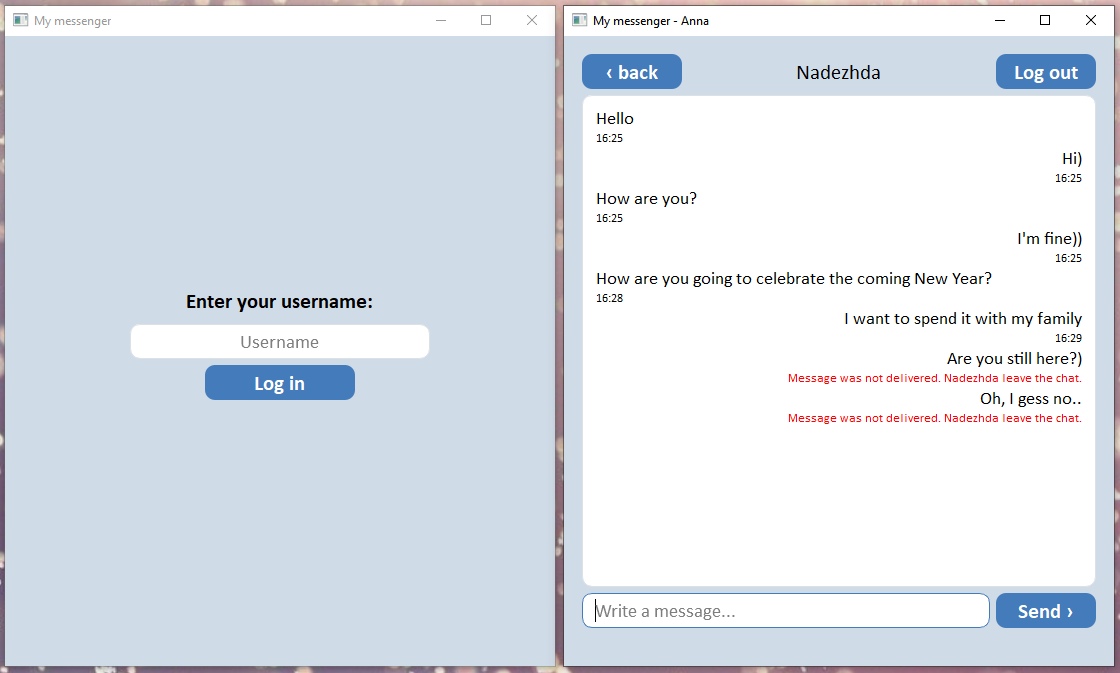 My messenger
Enter your username:
Username
Log in
My messenger - Anna
‹ back
Nadezhda
Log out
Hello
16:25
Hi)
16:25
How are you?
16:25
I'm fine))
16:25
How are you going to celebrate the coming New Year?
16:28
I want to spend it with my family
16:29
Are you still here?)
Message was not delivered. Nadezhda leave the chat.
Oh, I gess no..
Message was not delivered. Nadezhda leave the chat.
Write a message...
Send ›